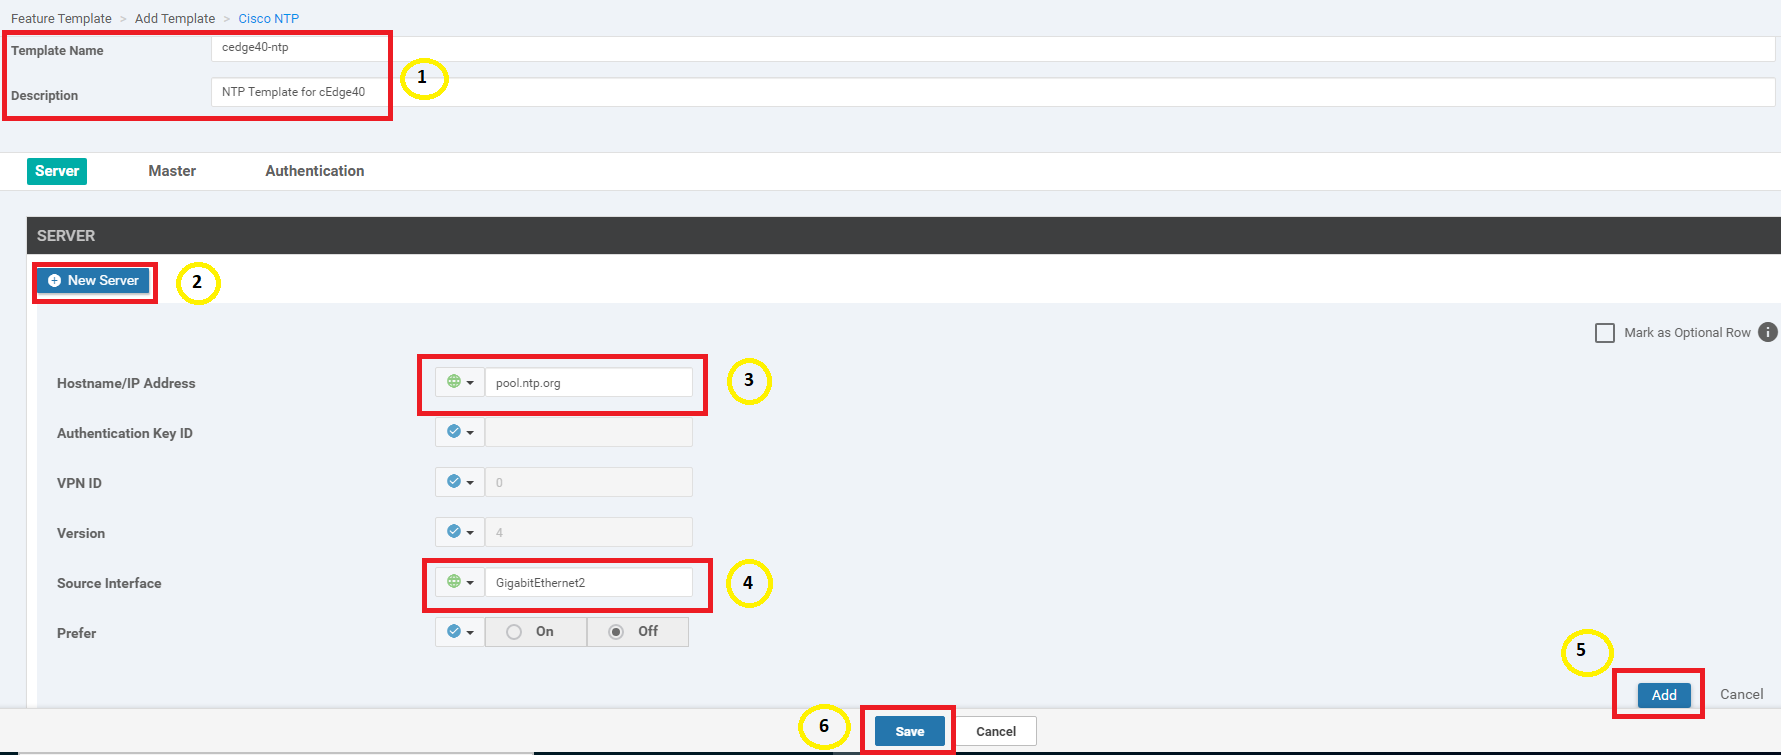 Feature Template > Add Template > Cisco NTP
Template Name cedge40-ntp
1
Description NTP Template for cEdge40
Server Master Authentication
SERVER
New Server 2
Mark as Optional Row i
Hostname/IP Address pool.ntp.org 3
Authentication Key ID
VPN ID 0
Version 4
Source Interface GigabitEthernet2 4
Prefer On Off
5
Add Cancel
6 Save Cancel